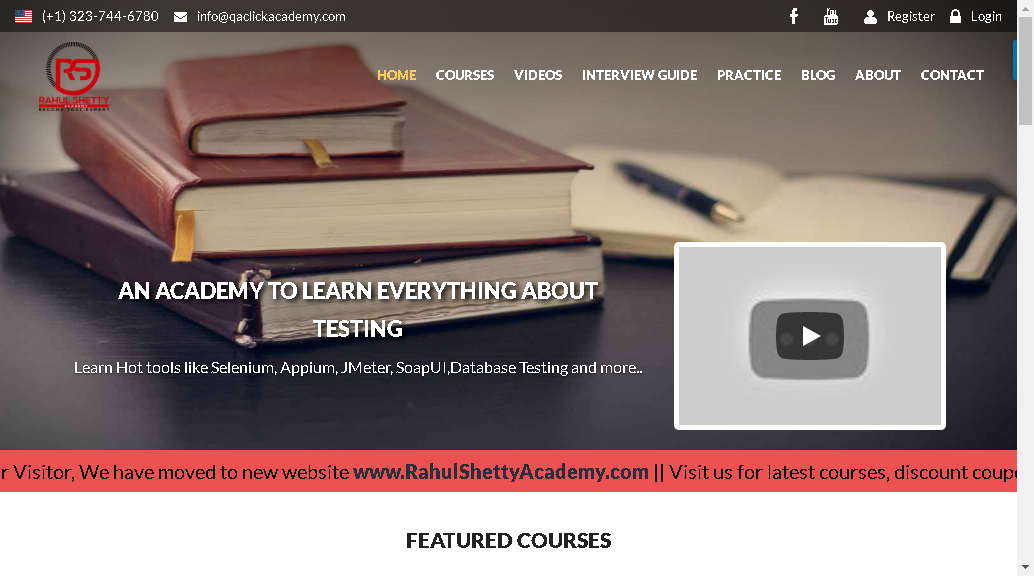 (+1) 323-744-6780 info@qaclickacademy.com Register Login
RAHUL SHETTY
ACADEMY
HOME COURSES VIDEOS INTERVIEW GUIDE PRACTICE BLOG ABOUT CONTACT
AN ACADEMY TO LEARN EVERYTHING ABOUT
TESTING
Learn Hot tools like Selenium, Appium, JMeter, SoapUI,Database Testing and more..
r Visitor, We have moved to new website www.RahulShettyAcademy.com || Visit us for latest courses, discount coup
FEATURED COURSES